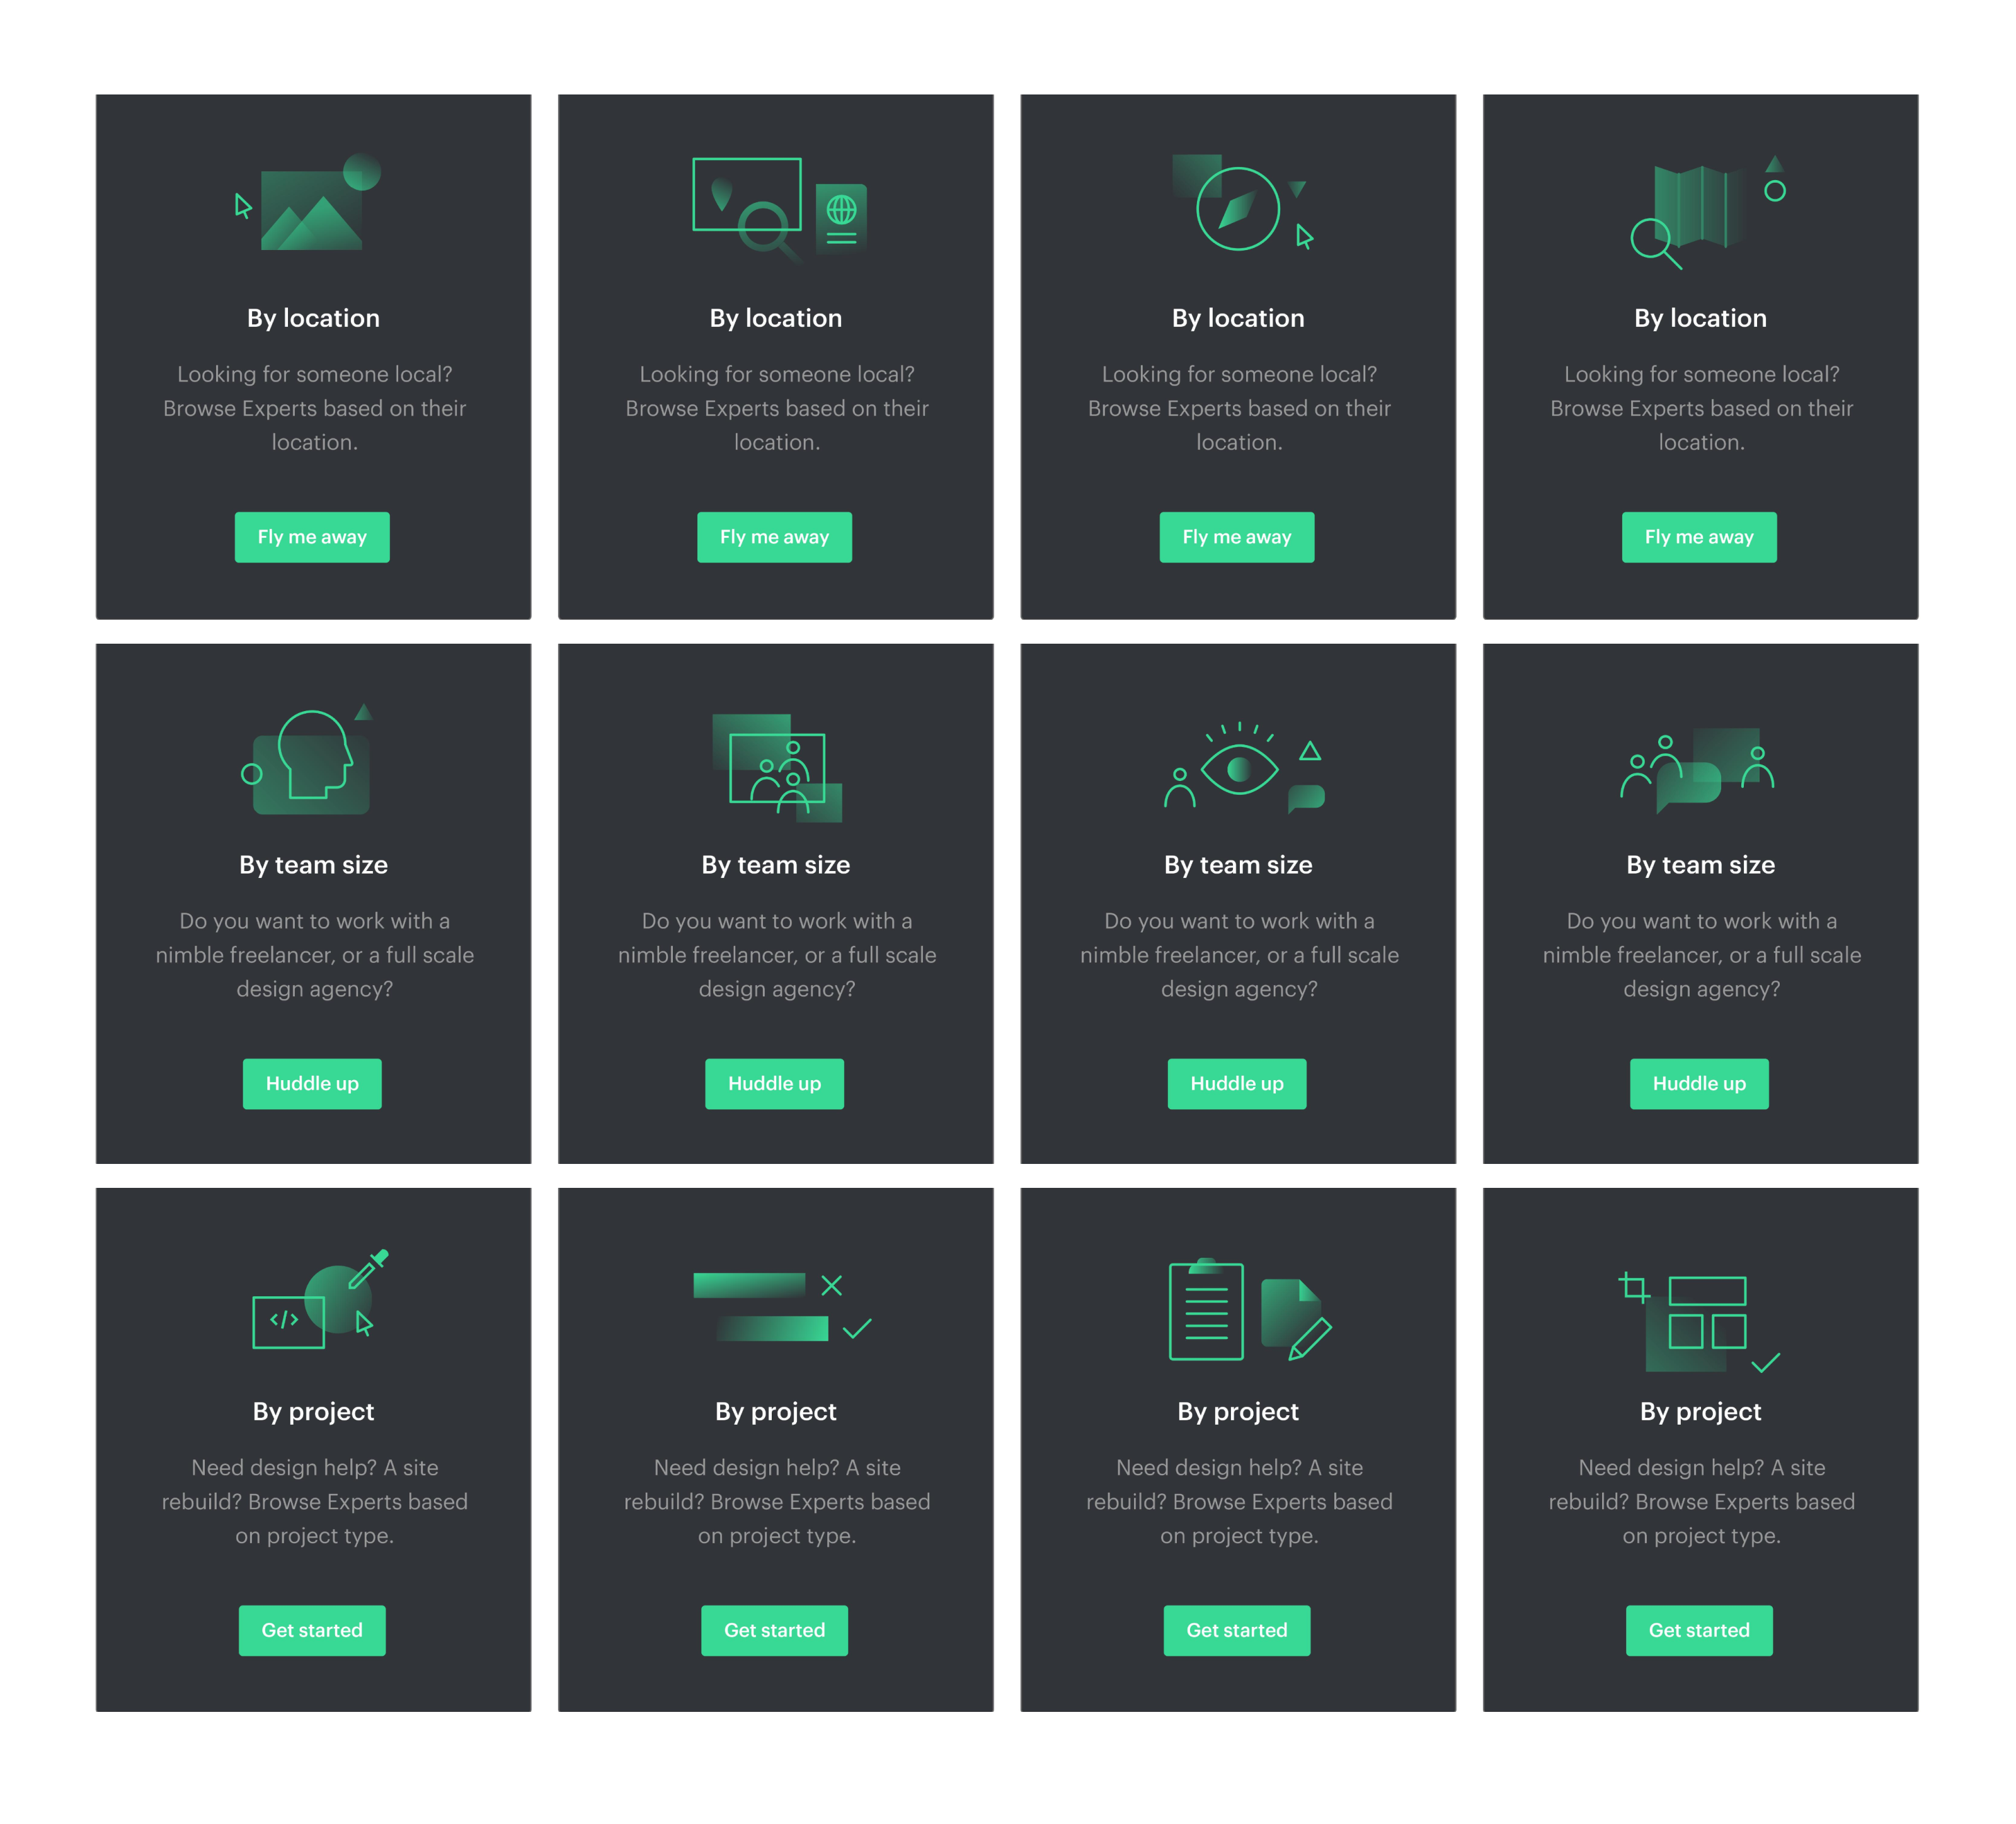 By location
Looking for someone local?
Browse Experts based on their
location.
Fly me away
By location
Looking for someone local?
Browse Experts based on their
location.
Fly me away
By location
Looking for someone local?
Browse Experts based on their
location.
Fly me away
By location
Looking for someone local?
Browse Experts based on their
location.
Fly me away
By team size
Do you want to work with a
nimble freelancer, or a full scale
design agency?
Huddle up
By team size
Do you want to work with a
nimble freelancer, or a full scale
design agency?
Huddle up
By team size
Do you want to work with a
nimble freelancer, or a full scale
design agency?
Huddle up
By team size
Do you want to work with a
nimble freelancer, or a full scale
design agency?
Huddle up
</>
By project
Need design help? A site
rebuild? Browse Experts based
on project type.
Get started
By project
Need design help? A site
rebuild? Browse Experts based
on project type.
Get started
By project
Need design help? A site
rebuild? Browse Experts based
on project type.
Get started
By project
Need design help? A site
rebuild? Browse Experts based
on project type.
Get started